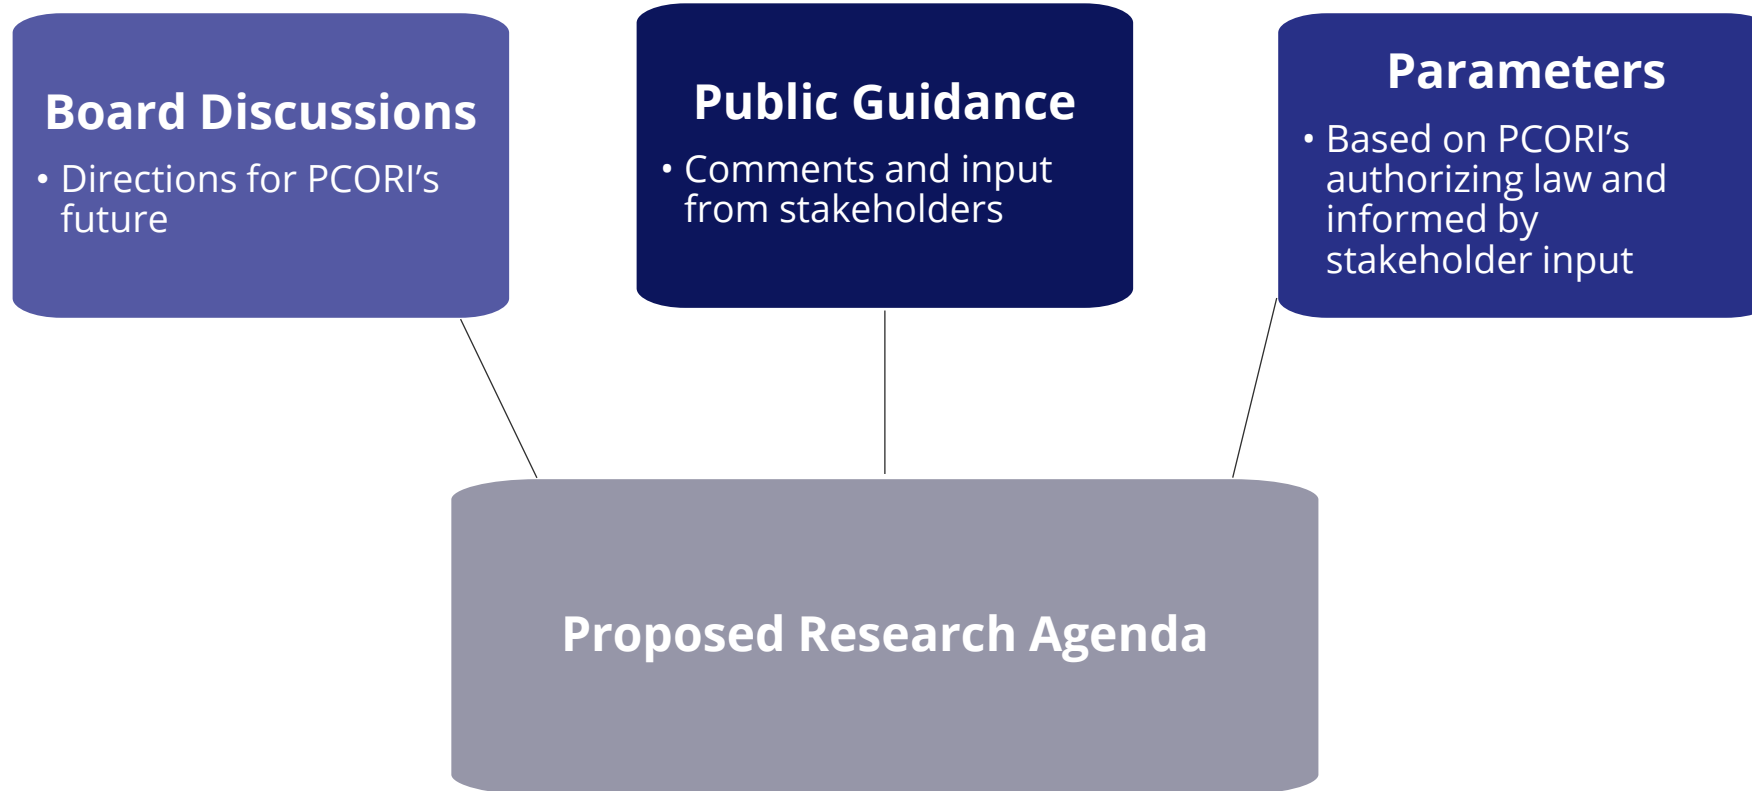 Board Discussions
• Directions for PCORI’s
future
Public Guidance
• Comments and input
from stakeholders
Parameters
• Based on PCORI’s
authorizing law and
informed by
stakeholder input
Proposed Research Agenda